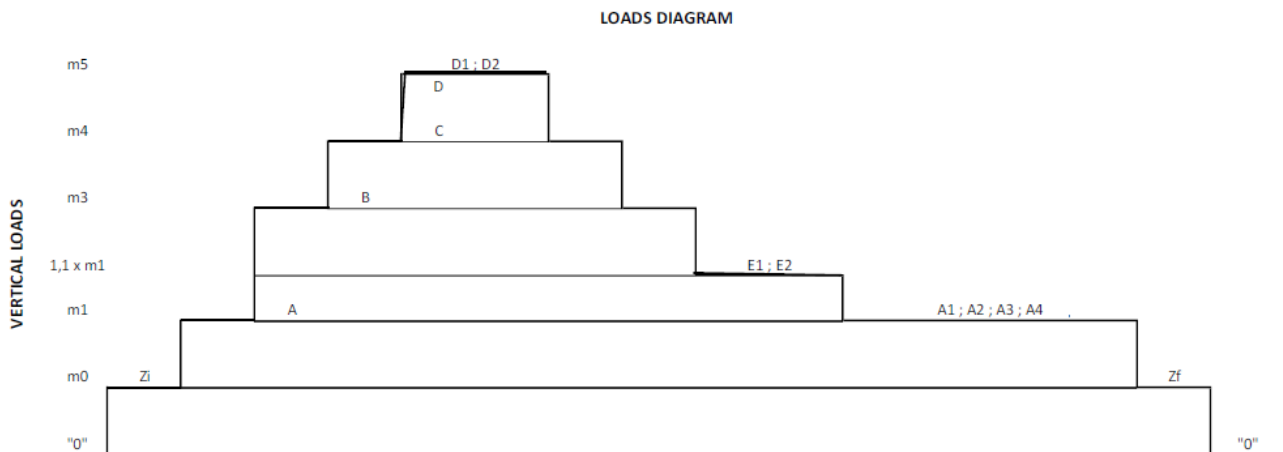 LOADS DIAGRAM
m5
D1 ; D2
D
m4
C
m3
B
VERTICAL LOADS
1,1 x m1
E1 ; E2
m1
A
A1 ; A2 ; A3 ; A4
m0
Zi
Zf
"0"
"0"